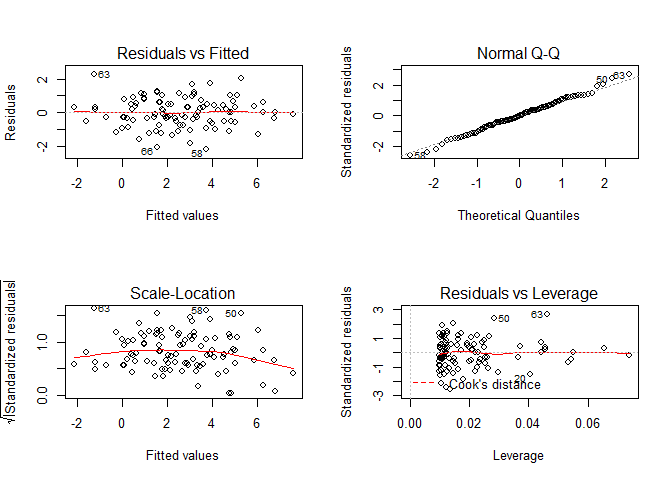 Residuals vs Fitted
Residuals
2
0
-2
63
66
58
-2 0 2 4 6
Fitted values
Normal Q-Q
Standardized residuals
2
0
-2
50 63
58
-2 -1 0 1 2
Theoretical Quantiles
Scale-Location
√|Standardized residuals|
1.0
0.0
63
58
50
-2 0 2 4 6
Fitted values
Residuals vs Leverage
Standardized residuals
3
1
-1
-3
50
63
20
Cook's distance
0.00 0.02 0.04 0.06
Leverage